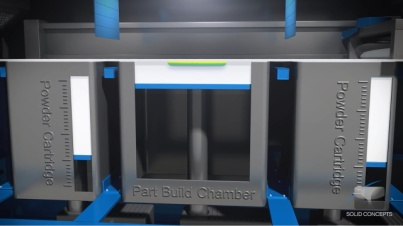 Powder Cartridge
Part Build Chamber
Powder Cartridge
SOLID CONCEPTS